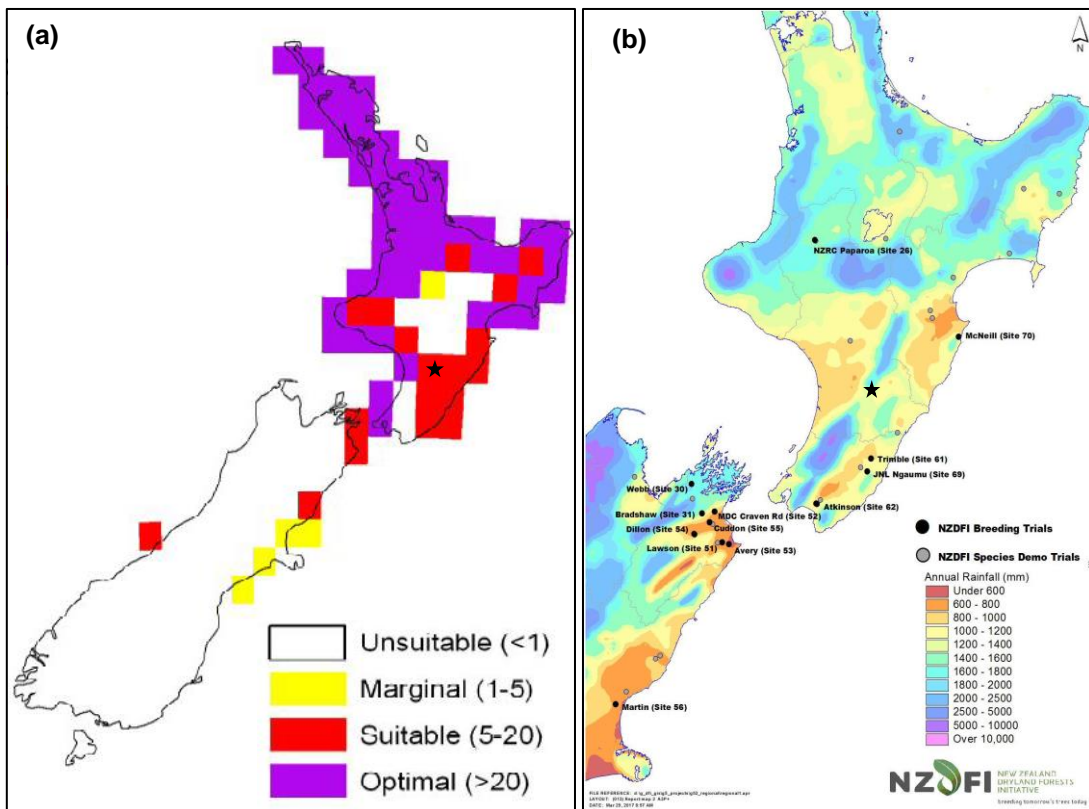 (a)
Unsuitable (<1)
Marginal (1-5)
Suitable (5-20)
Optimal (>20)
(b)
N
NZRC Paparoa (Site 26)
McNeill (Site 70)
Trimble (Site 61)
JNL Ngaumu (Site 69)
Webb (Site 30)
Atkinson (Site 62)
Bradshaw (Site 31)
MDC Craven Rd (Site 52)
Cuddon (Site 55)
Dillon (Site 54)
Lawson (Site 51)
Avery (Site 53)
Martin (Site 56)
NZDFI Breeding Trials
NZDFI Species Demo Trials
Annual Rainfall (mm)
Under 600
600 - 800
800 - 1000
1000 - 1200
1200 - 1400
1400 - 1600
1600 - 1800
1800 - 2000
2000 - 2500
2500 - 5000
5000 - 10000
Over 10,000
NZDFI
NEW ZEALAND
DRYLAND FORESTS
INITIATIVE
Breeding tomorrow's trees today